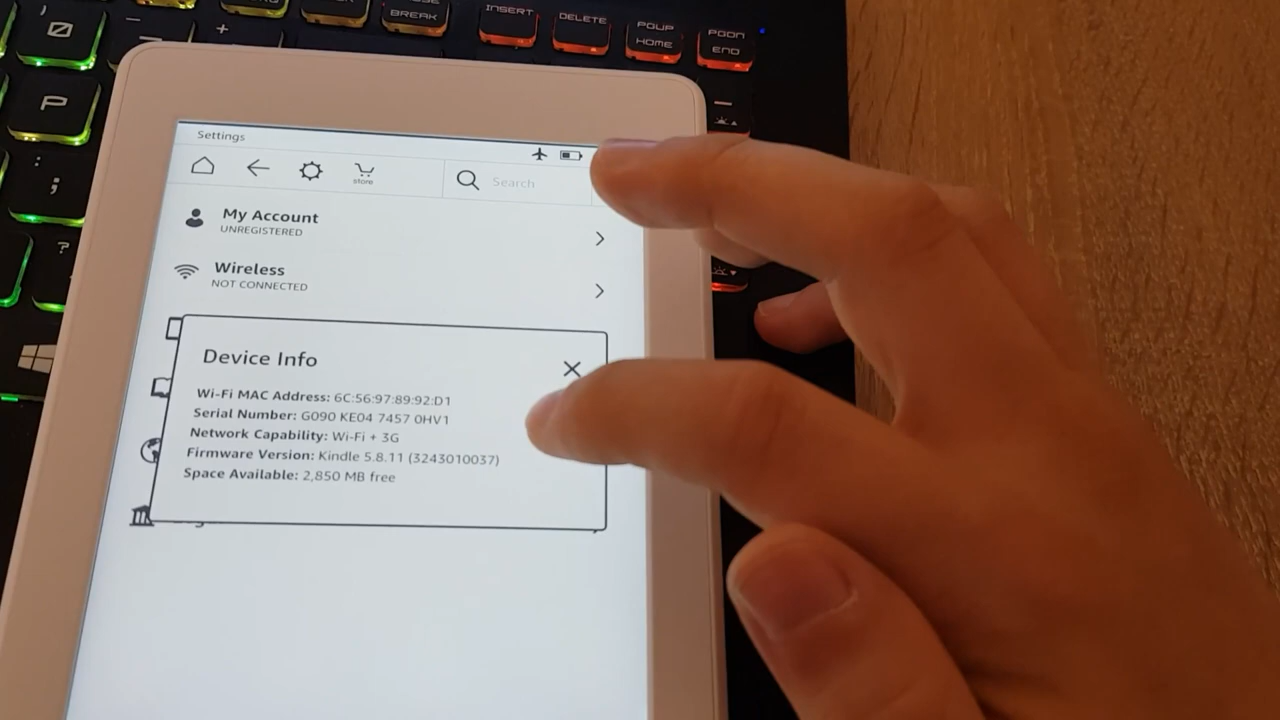 BREAK
INSERT
DELETE
PGUP
HOME
PGDN
END
P
Settings
store
Search
My Account
UNREGISTERED
Wireless
NOT CONNECTED
Device Info
Wi-Fi MAC Address: 6C:56:97:89:92:D1
Serial Number: G090 KE04 7457 0HV1
Network Capability: Wi-Fi + 3G
Firmware Version: Kindle 5.8.11 (3243010037)
Space Available: 2,850 MB free